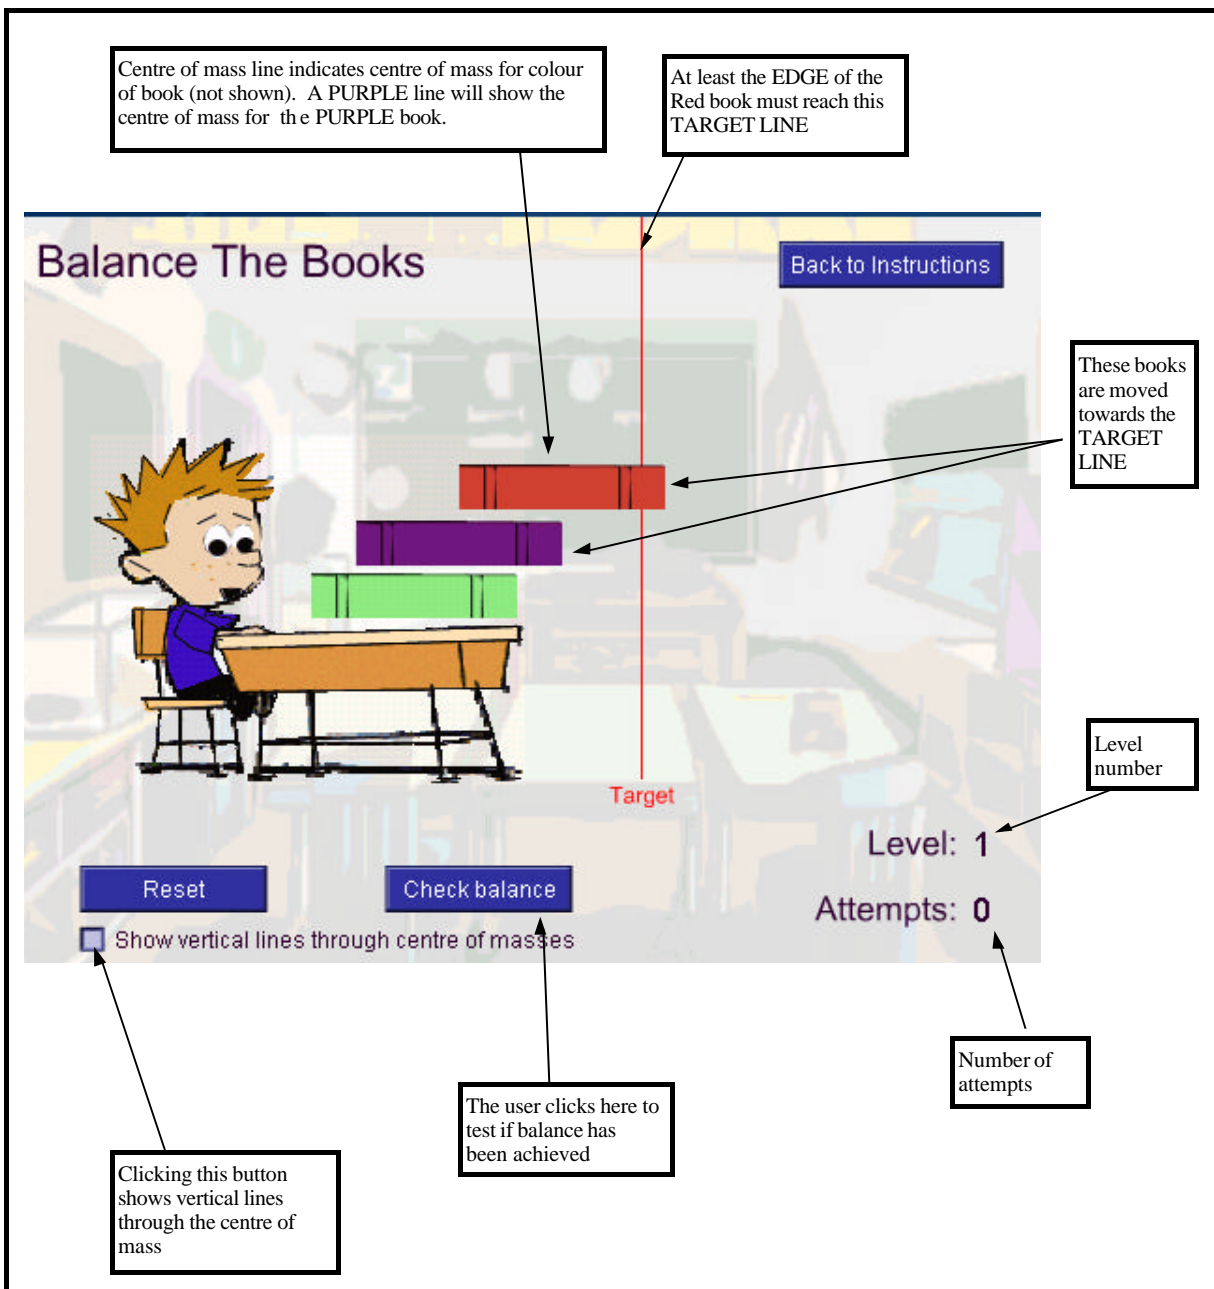 Centre of mass line indicates centre of mass for colour
of book (not shown). A PURPLE line will show the
centre of mass for the PURPLE book.
At least the EDGE of the
Red book must reach this
TARGET LINE
Balance The Books
Back to Instructions
These books
are moved
towards the
TARGET
LINE
Target
Level
number
Level: 1
Reset
Check balance
Attempts: 0
Show vertical lines through centre of masses
Number of
attempts
The user clicks here to
test if balance has
been achieved
Clicking this button
shows vertical lines
through the centre of
mass